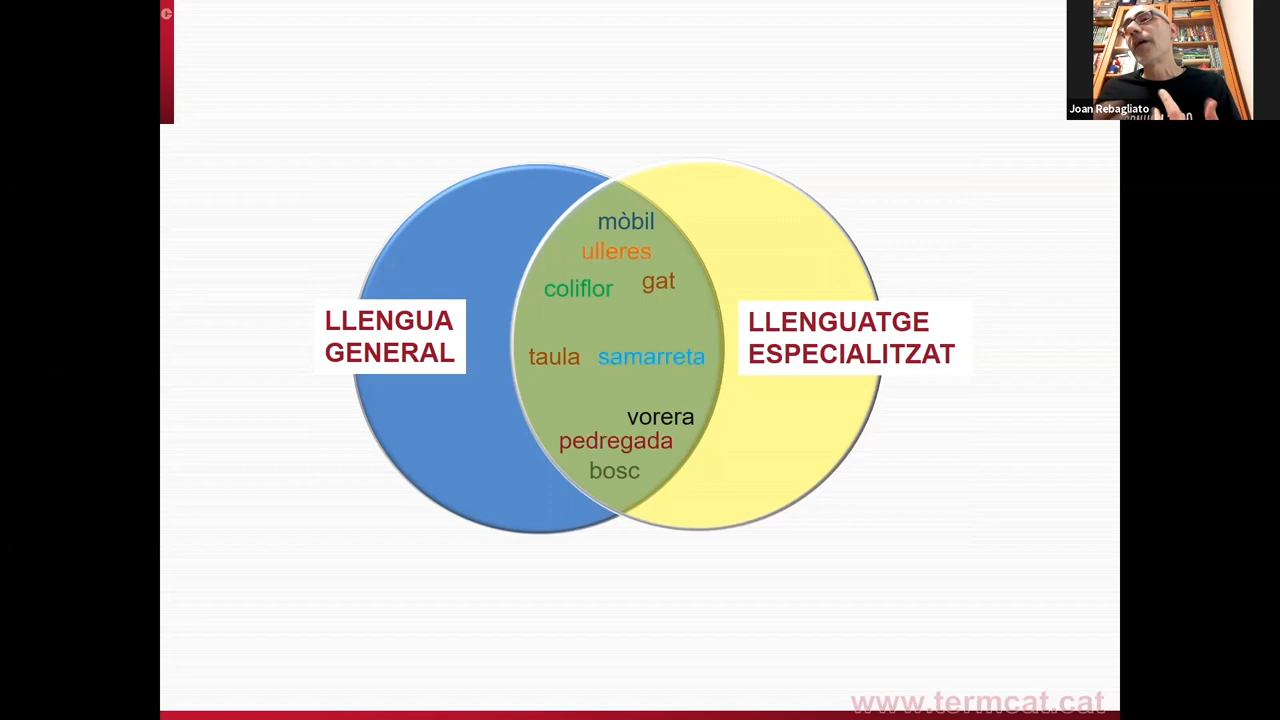 Joan Rebagliato
mòbil
ulleres
coliflor
gat
LLENGUA
GENERAL
LLENGUATGE
ESPECIALITZAT
taula
samarreta
vorera
pedregada
bosc
www.termcat.cat